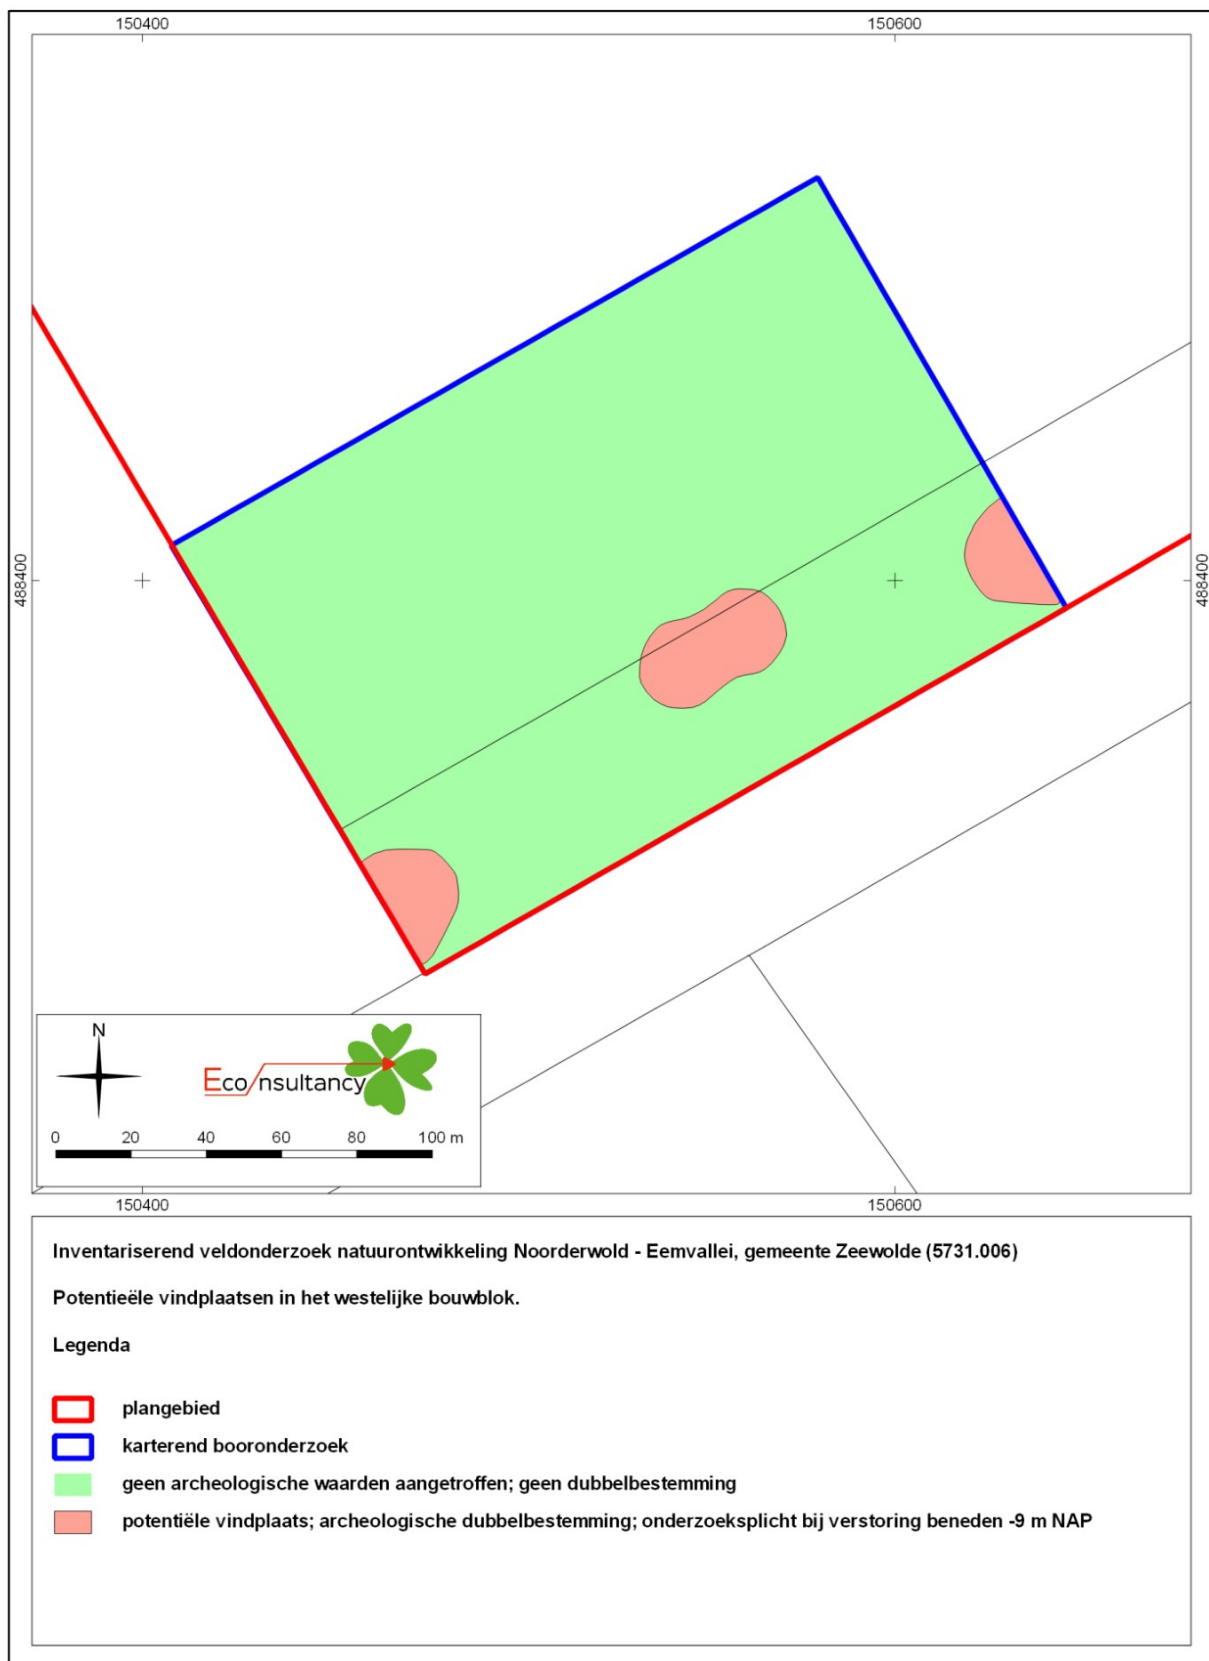 150400 150600
488400 488400
N
Econsultancy
0 20 40 60 80 100 m
150400 150600
Inventariserend veldonderzoek natuurontwikkeling Noorderwold - Eemvallei, gemeente Zeewolde (5731.006)
Potentieële vindplaatsen in het westelijke bouwblok.
Legenda
plangebied
karterend booronderzoek
geen archeologische waarden aangetroffen; geen dubbelbestemming
potentiële vindplaats; archeologische dubbelbestemming; onderzoeksplicht bij verstoring beneden -9 m NAP